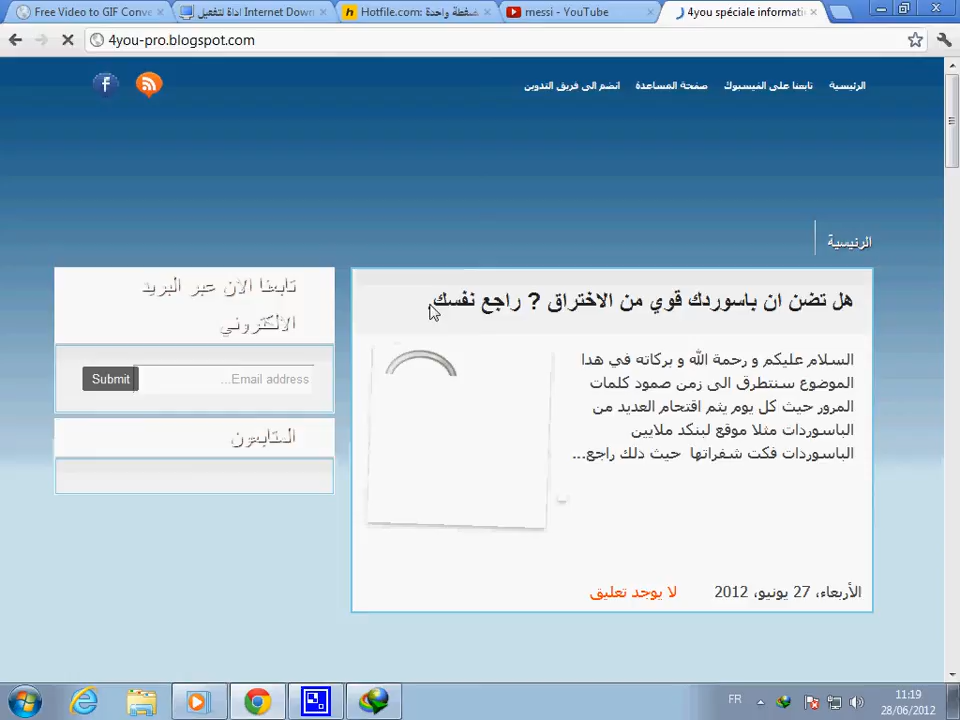 Free Video to GIF Conve
اداة لتفعيل Internet Down
Hotfile.com: ضغطة واحدة
messi - YouTube
4you spéciale informati
4you-pro.blogspot.com
الرئيسية
تابعنا على الفيسبوك
صفحة المساعدة
انضم الى فريق التدوين
الرئيسية
هل تضن ان باسوردك قوي من الاختراق ? راجع نفسك
السلام عليكم و رحمة الله و بركاته في هدا
الموضوع سنتطرق الى زمن صمود كلمات
المرور حيث كل يوم يثم اقتحام العديد من
الباسوردات مثلا موقع لينكد ملايين
الباسوردات فكت شفراتها حيث ذلك راجع...
الأربعاء، 27 يونيو، 2012
لا يوجد تعليق
تابعنا الان عبر البريد
الالكتروني
Email address...
Submit
المتابعون
FR
11:19
28/06/2012